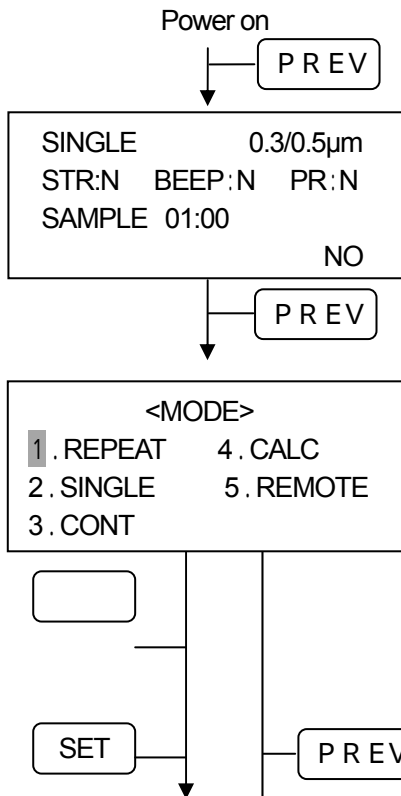 Power on
PREV
SINGLE 0.3/0.5µm
STR:N BEEP:N PR:N
SAMPLE 01:00
NO
PREV
<MODE>
1.REPEAT 4.CALC
2.SINGLE 5.REMOTE
3.CONT
SET PREV